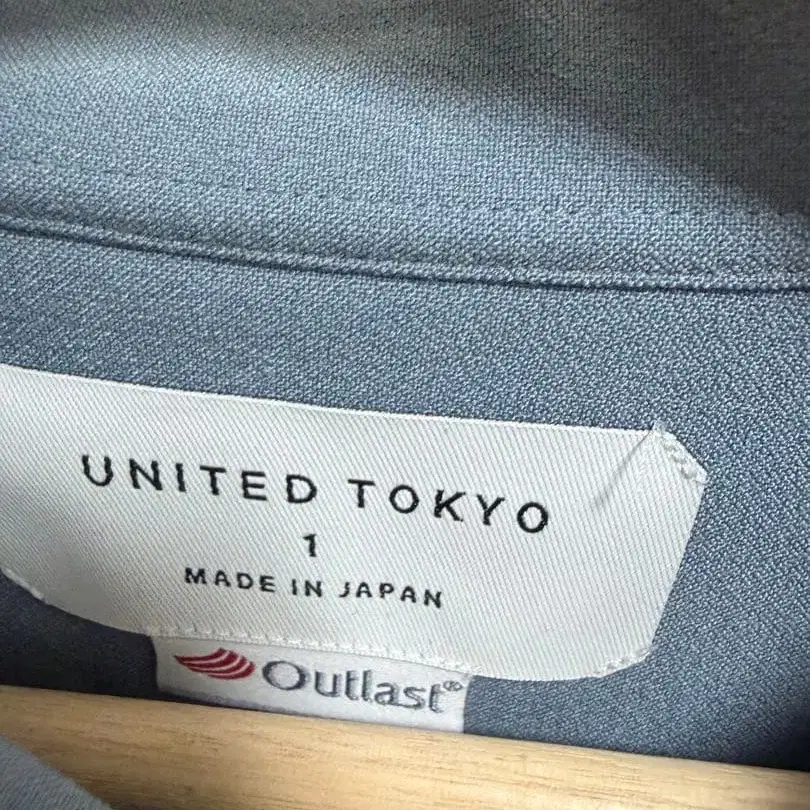 UNITED TOKYO
1
MADE IN JAPAN
Outlast®